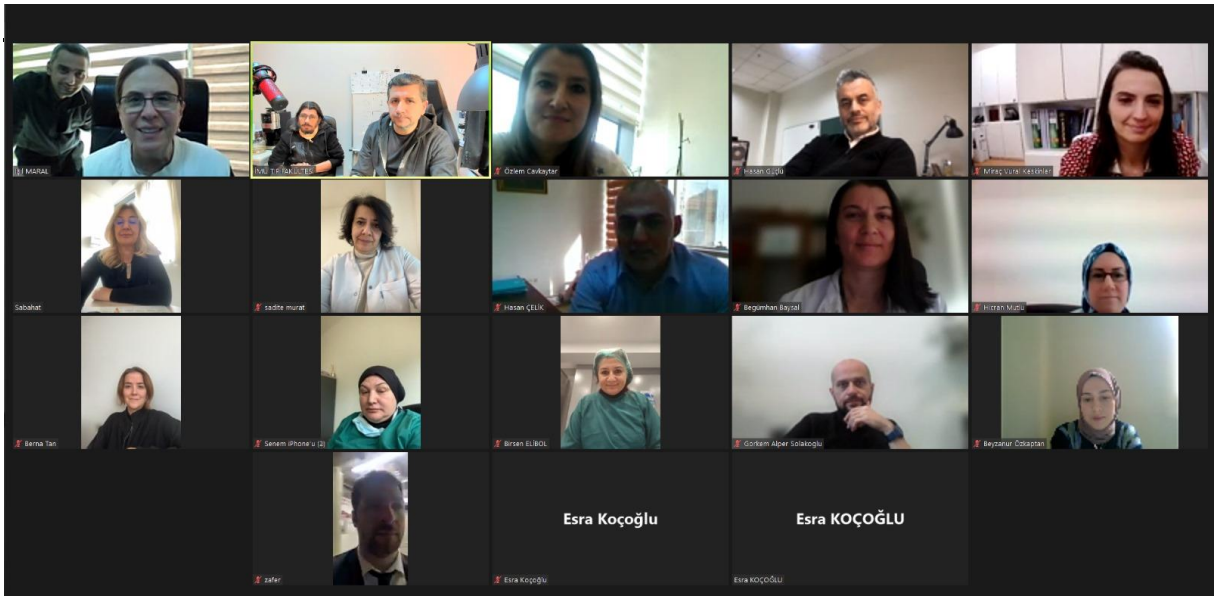 MARAL
İMÜ TIP FAKÜLTESİ
Özlem Cavkaytar
Hasan Güçlü
Miraç Vural Keskinler
Sabahat
sadite murat
Hasan ÇELİK
Begümhan Baysal
Hizran Mutlu
Berna Tan
Senem iPhone'u (2)
Birsen ELİBOL
Görkem Alper Solakoglu
Beyzanur Özkaptan
zafer
Esra Koçoğlu
Esra KOÇOĞLU
Esra Koçoğlu
Esra KOÇOĞLU